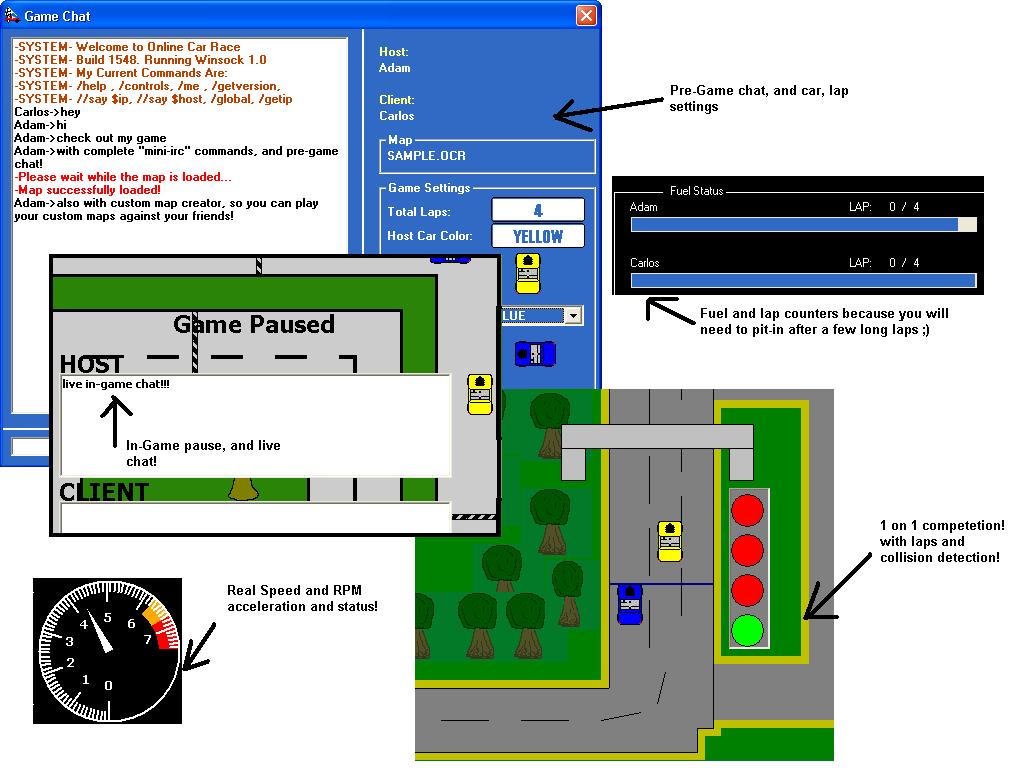 Game Chat
-SYSTEM- Welcome to Online Car Race
-SYSTEM- Build 1548. Running Winsock 1.0
-SYSTEM- My Current Commands Are:
-SYSTEM- /help , /controls, /me , /getversion,
-SYSTEM- //say $ip, //say $host, /global, /getip
Carlos->hey
Adam->hi
Adam->check out my game
Adam->with complete "mini-irc" commands, and pre-game
chat!
-Please wait while the map is loaded...
-Map successfully loaded!
Adam->also with custom map creator, so you can play
your custom maps against your friends!
Host:
Adam
Client:
Carlos
Map
SAMPLE.OCR
Game Settings
Total Laps: 4
Host Car Color: YELLOW
LUE
Pre-Game chat, and car, lap
settings
Fuel Status
Adam LAP: 0 / 4
Carlos LAP: 0 / 4
Fuel and lap counters because you will
need to pit-in after a few long laps ;)
Game Paused
HOST
live in-game chat!!!
In-Game pause, and live
chat!
CLIENT
1 on 1 competetion!
with laps and
collision detection!
Real Speed and RPM
acceleration and status!
0
1
2
3
4
5
6
7